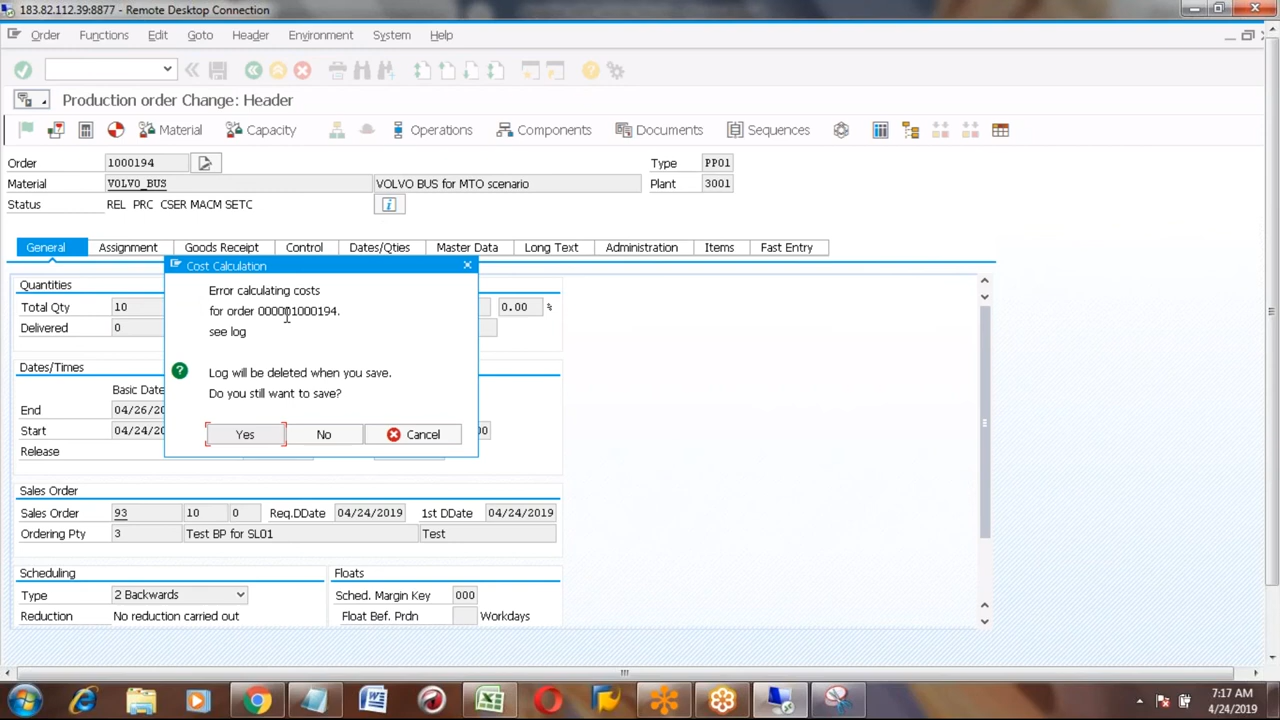 183.82.112.39:8877 - Remote Desktop Connection
Order Functions Edit Goto Header Environment System Help
Production order Change: Header
Material Capacity Operations Components Documents Sequences
Order 1000194 Type PP01
Material VOLVO_BUS VOLVO BUS for MTO scenario Plant 3001
Status REL PRC CSER MACM SETC
General Assignment Goods Receipt Control Dates/Qties Master Data Long Text Administration Items Fast Entry
Cost Calculation
Quantities
Error calculating costs
Total Qty 10 0.00 %
for order 000001000194.
Delivered 0
see log
Dates/Times
Log will be deleted when you save.
Basic Date
Do you still want to save?
End 04/26/20
Start 04/24/20 00
Yes No Cancel
Release
Sales Order
Sales Order 93 10 0 Req.DDate 04/24/2019 1st DDate 04/24/2019
Ordering Pty 3 Test BP for SL01 Test
Scheduling Floats
Type 2 Backwards Sched. Margin Key 000
Reduction No reduction carried out Float Bef. Prdn Workdays
7:17 AM
4/24/2019